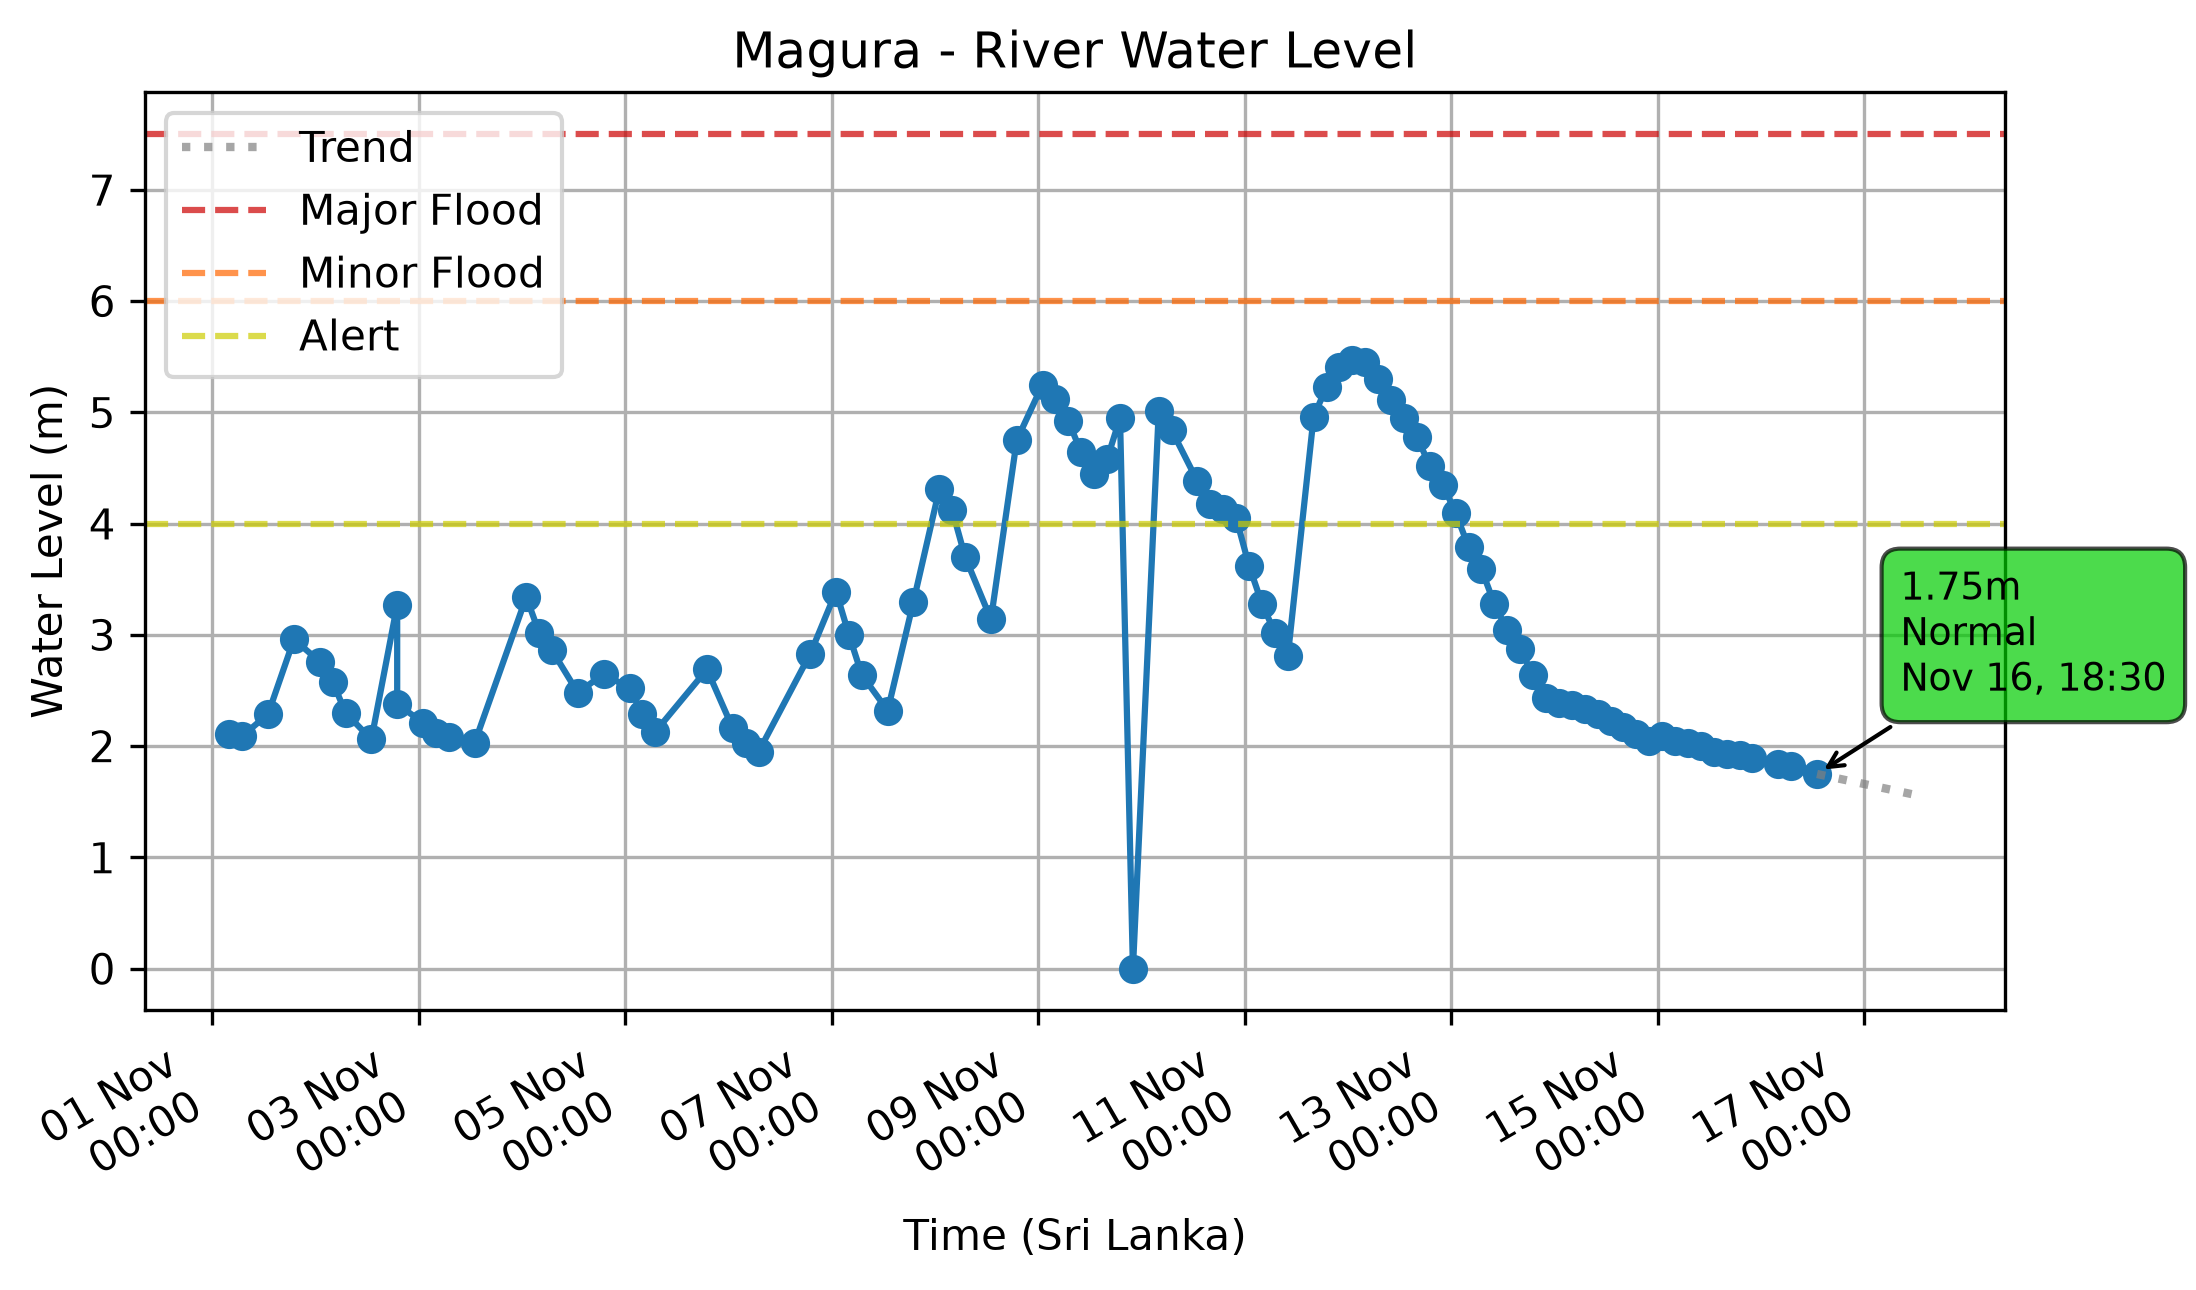 Magura - River Water Level
Trend
Major Flood
Minor Flood
Alert
Water Level (m)
7
6
5
4
3
2
1
0
1.75m
Normal
Nov 16, 18:30
01 Nov
00:00
03 Nov
00:00
05 Nov
00:00
07 Nov
00:00
09 Nov
00:00
11 Nov
00:00
13 Nov
00:00
15 Nov
00:00
17 Nov
00:00
Time (Sri Lanka)